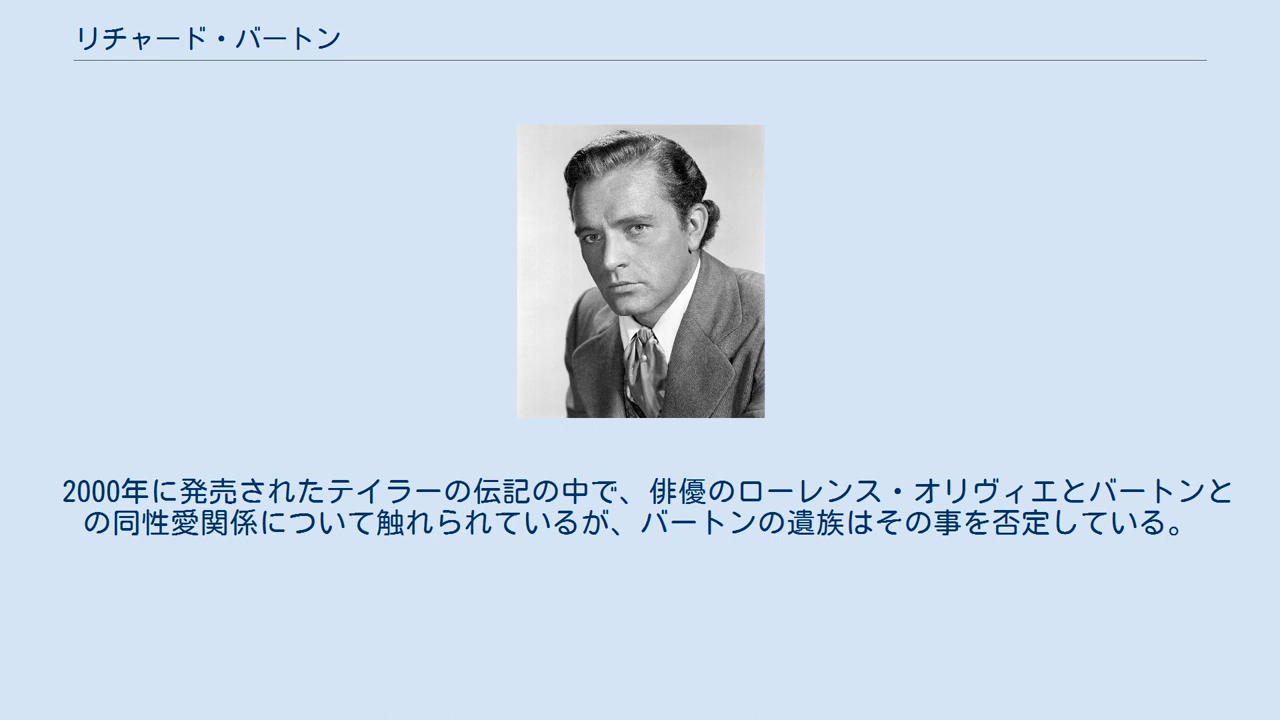 リチャード・バートン
2000年に発売されたテイラーの伝記の中で、俳優のローレンス・オリヴィエとバートンと
の同性愛関係について触れられているが、バートンの遺族はその事を否定している。